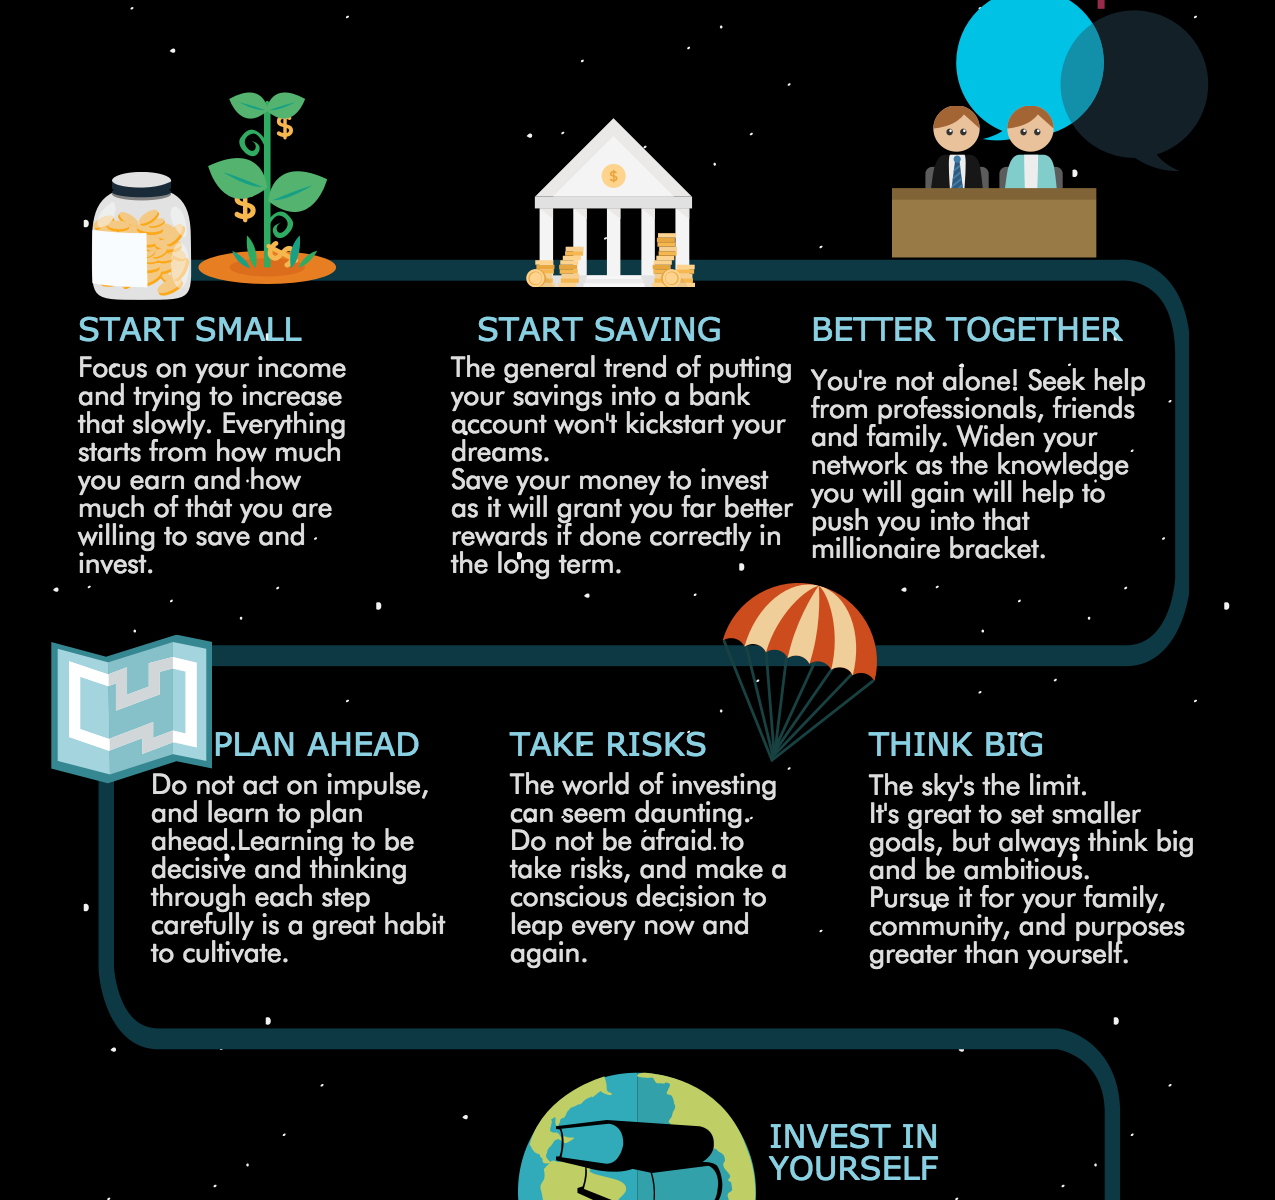 START SMALL
Focus on your income
and trying to increase
that slowly. Everything
starts from how much
you earn and how
much of that you are
willing to save and
invest.
START SAVING
The general trend of putting
your savings into a bank
account won't kickstart your
dreams.
Save your money to invest
as it will grant you far better
rewards if done correctly in
the long term.
BETTER TOGETHER
You're not alone! Seek help
from professionals, friends
and family. Widen your
network as the knowledge
you will gain will help to
push you into that
millionaire bracket.
PLAN AHEAD
Do not act on impulse,
and learn to plan
ahead.Learning to be
decisive and thinking
through each step
carefully is a great habit
to cultivate.
TAKE RISKS
The world of investing
can seem daunting.
Do not be afraid to
take risks, and make a
conscious decision to
leap every now and
again.
THINK BIG
The sky's the limit.
It's great to set smaller
goals, but always think big
and be ambitious.
Pursue it for your family,
community, and purposes
greater than yourself.
INVEST IN
YOURSELF